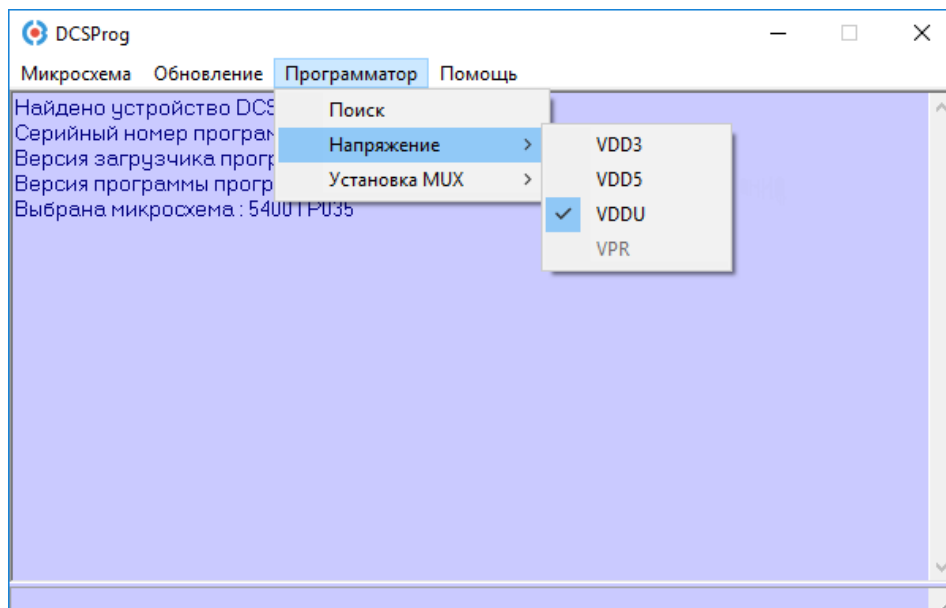 DCSProg
Микросхема Обновление Программатор Помощь
Найдено устройство DCS
Серийный номер програм
Версия загрузчика прогр
Версия программы прогр
Выбрана микросхема : 5400ТР035
Поиск
Напряжение
Установка MUX
VDD3
VDD5
VDDU
VPR